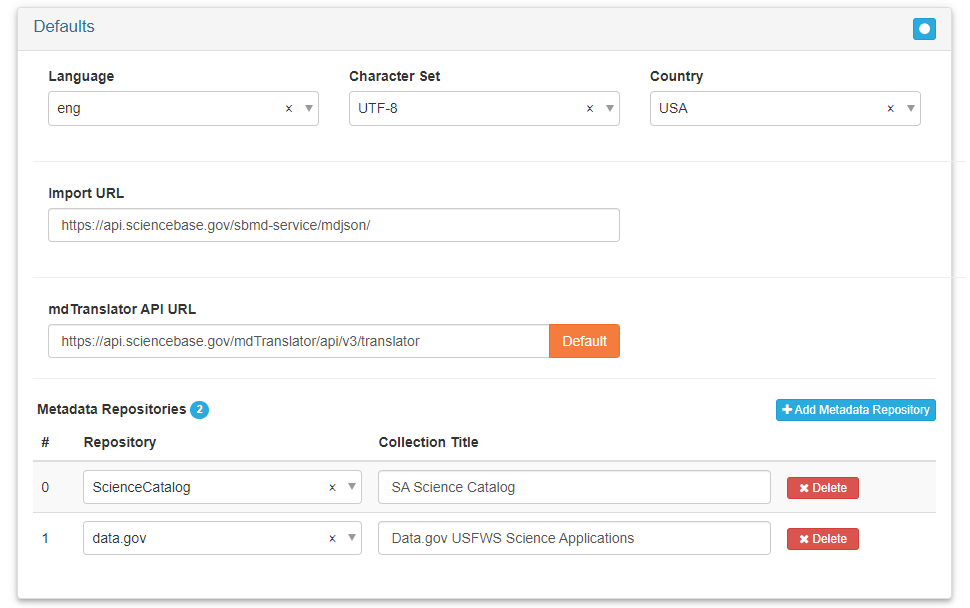 Defaults
Language Character Set Country
eng × UTF-8 × USA ×
Import URL
https://api.sciencebase.gov/sbmd-service/mdjson/
mdTranslator API URL
https://api.sciencebase.gov/mdTranslator/api/v3/translator Default
Metadata Repositories 2 Add Metadata Repository
# Repository Collection Title
0 ScienceCatalog × SA Science Catalog Delete
1 data.gov × Data.gov USFWS Science Applications Delete